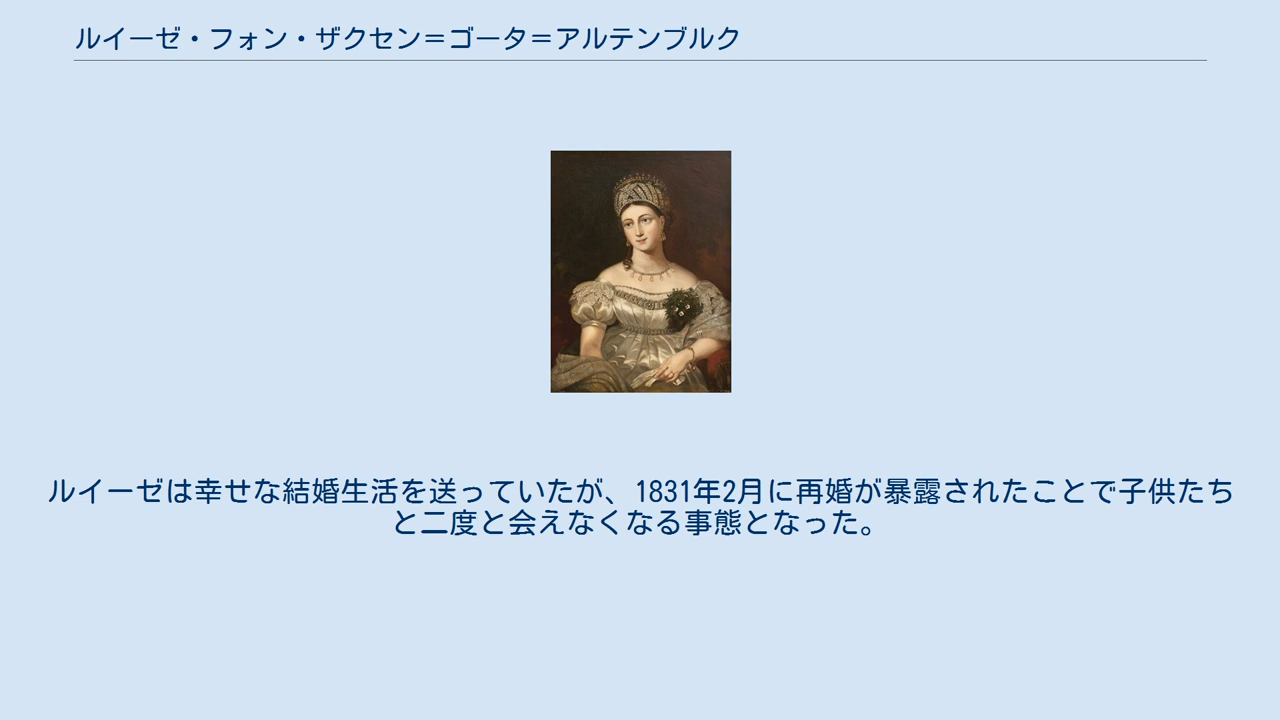 ルイーゼ・フォン・ザクセン＝ゴータ＝アルテンブルク
ルイーゼは幸せな結婚生活を送っていたが、1831年2月に再婚が暴露されたことで子供たち
と二度と会えなくなる事態となった。